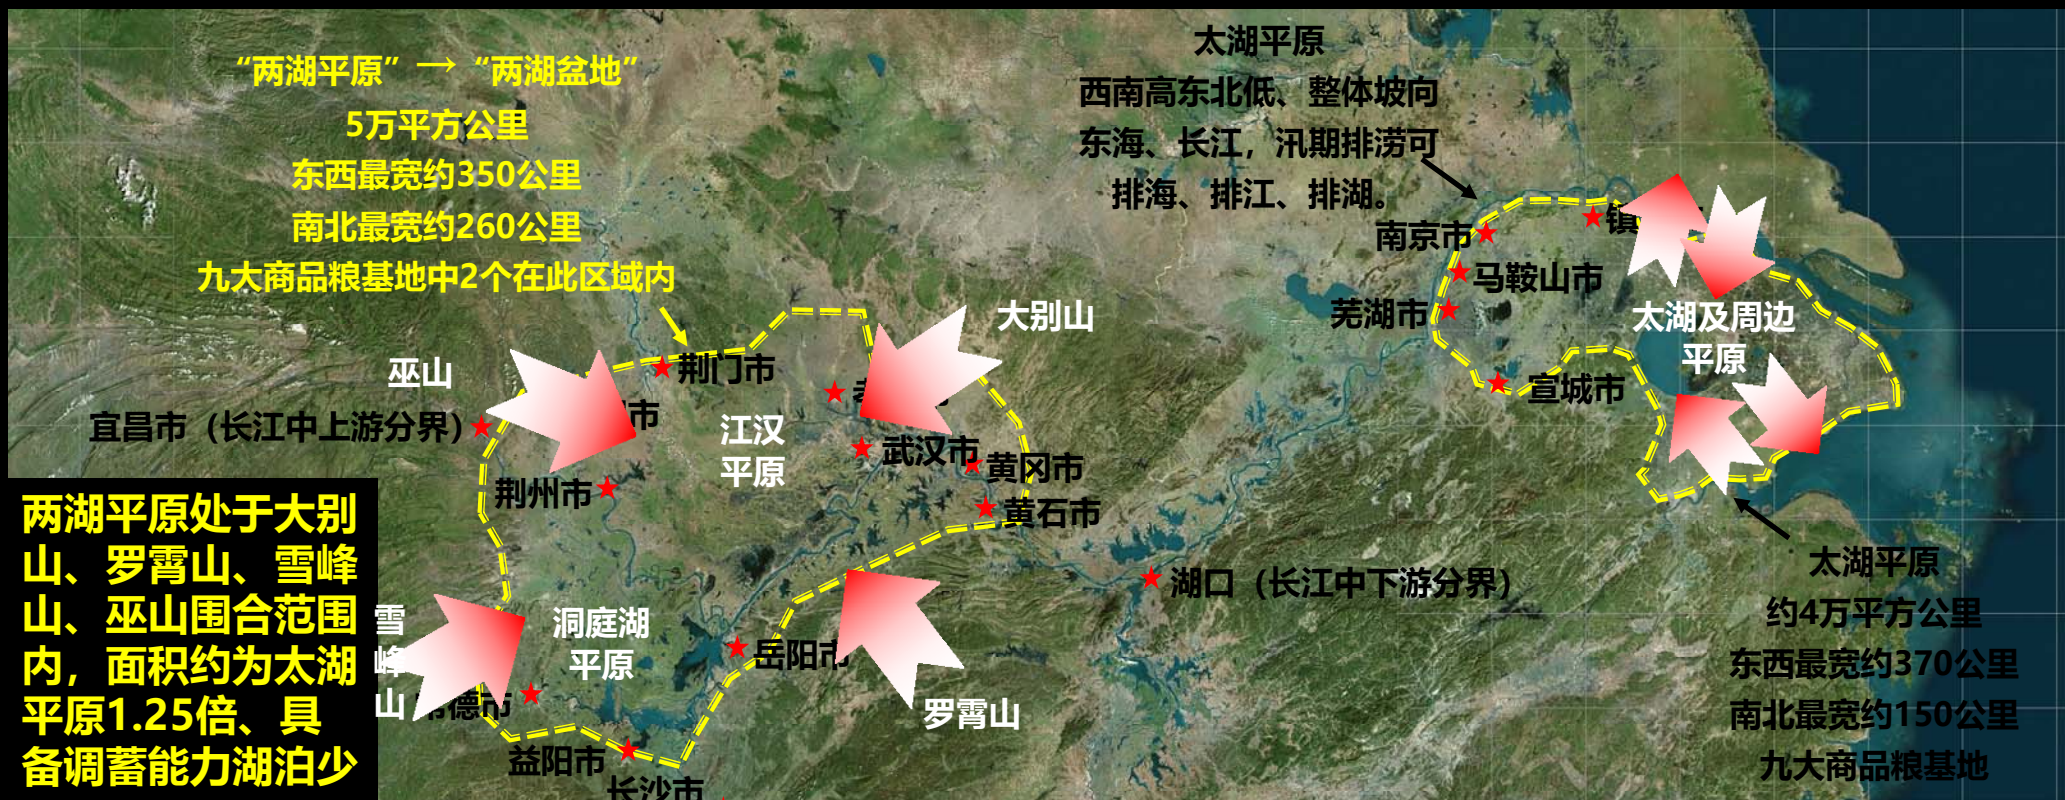 “两湖平原”→“两湖盆地”
5万平方公里
东西最宽约350公里
南北最宽约260公里
九大商品粮基地中2个在此区域内
太湖平原
西南高东北低、整体坡向
东海、长江，汛期排涝可
排海、排江、排湖。
南京市
镇
马鞍山市
芜湖市
太湖及周边
平原
宣城市
大别山
巫山
荆门市
市
宜昌市（长江中上游分界）
江汉
平原
武汉市
黄冈市
荆州市
黄石市
两湖平原处于大别
山、罗霄山、雪峰
山、巫山围合范围
内，面积约为太湖
平原1.25倍、具
备调蓄能力湖泊少
雪
峰
山
洞庭湖
平原
湖口（长江中下游分界）
岳阳市
常德市
罗霄山
益阳市
长沙市
太湖平原
约4万平方公里
东西最宽约370公里
南北最宽约150公里
九大商品粮基地